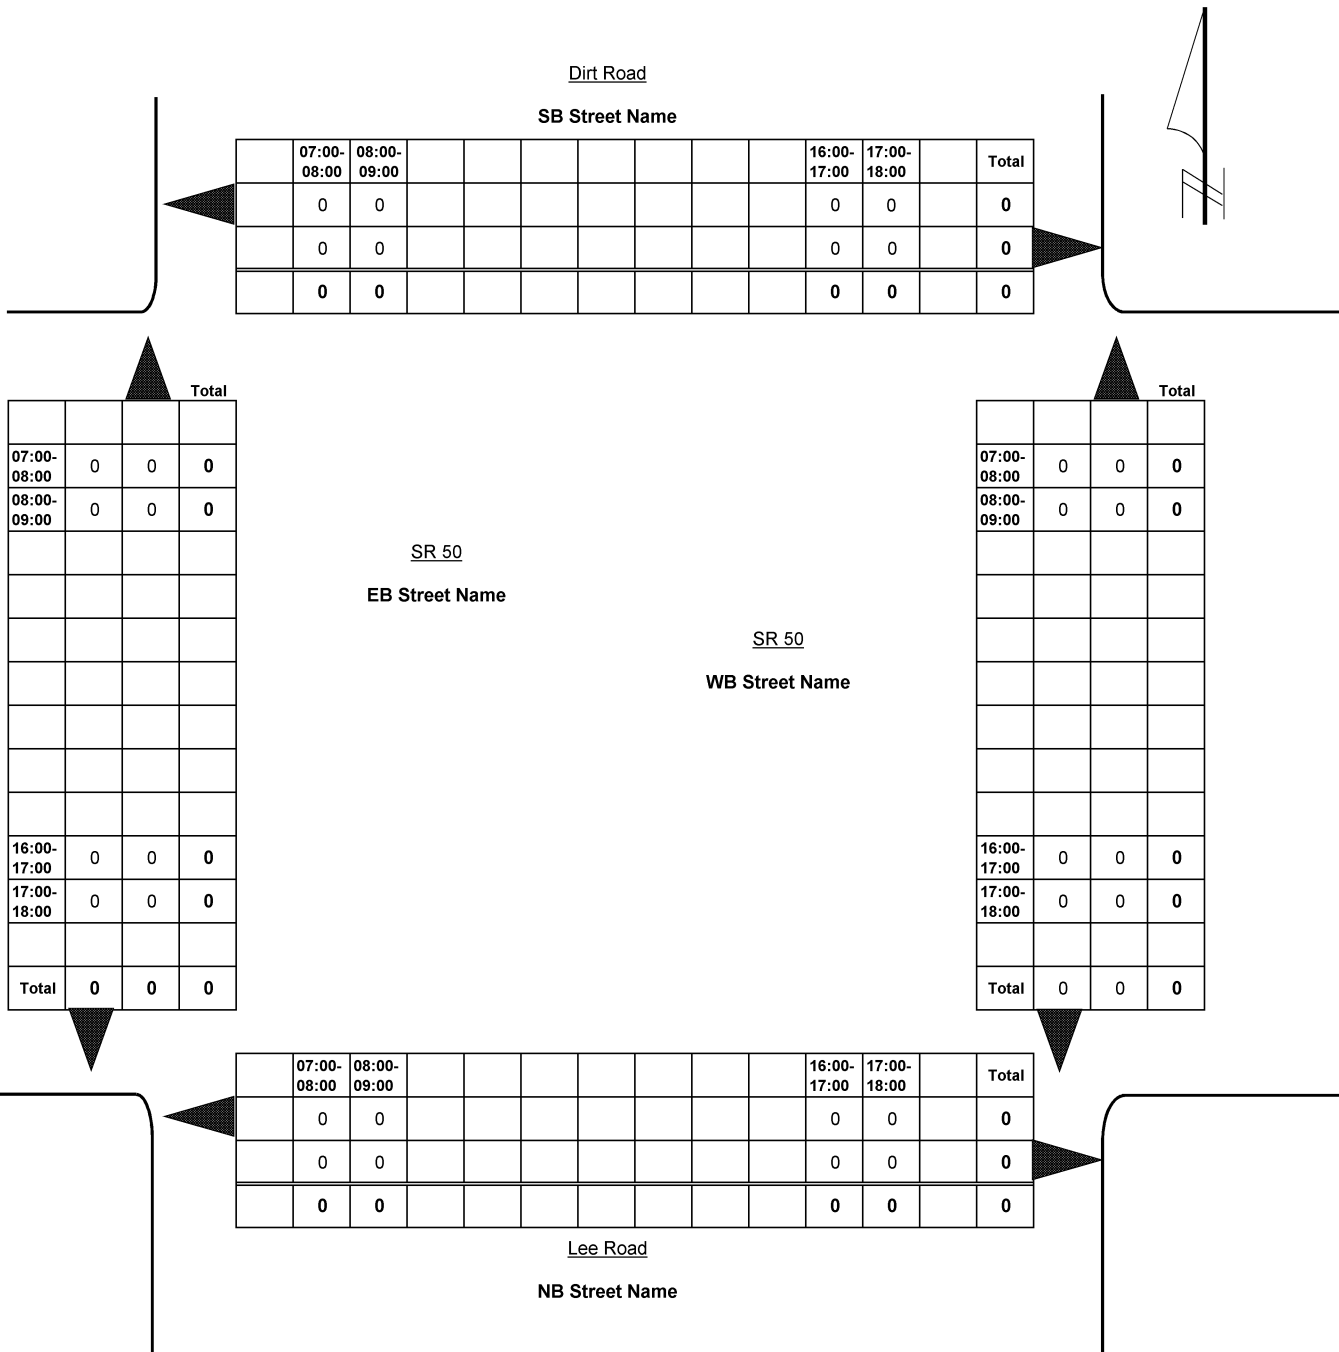 Dirt Road
SB Street Name
07:00-08:00 08:00-09:00 16:00-17:00 17:00-18:00 Total
0 0 0 0 0
0 0 0 0 0
0 0 0 0 0
Total
07:00-08:00 0 0 0
08:00-09:00 0 0 0
16:00-17:00 0 0 0
17:00-18:00 0 0 0
Total 0 0 0
SR 50
EB Street Name
SR 50
WB Street Name
Total
07:00-08:00 0 0 0
08:00-09:00 0 0 0
16:00-17:00 0 0 0
17:00-18:00 0 0 0
Total 0 0 0
07:00-08:00 08:00-09:00 16:00-17:00 17:00-18:00 Total
0 0 0 0 0
0 0 0 0 0
0 0 0 0 0
Lee Road
NB Street Name